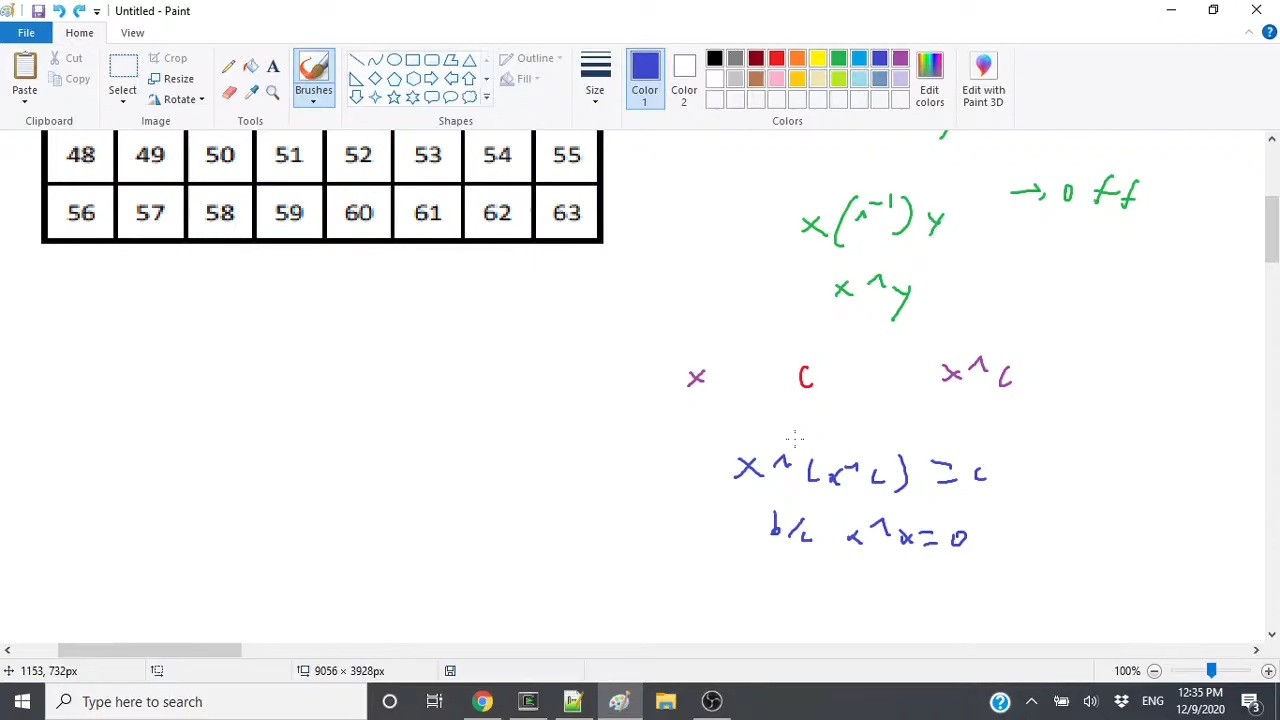 Untitled - Paint
File Home View
Paste Cut Copy Clipboard
Select Crop Resize Rotate Image
Brushes Tools
Outline Fill Shapes
Size
Color 1 Color 2 Edit colors Edit with Paint 3D
Colors
48 49 50 51 52 53 54 55
56 57 58 59 60 61 62 63
→ off
x(^-1)y
x^y
x c x^c
x^(x^c) = c
b/c x^x=0
1153, 732px 9056 × 3928px 100%
Type here to search
ENG 12:35 PM 12/9/2020 3